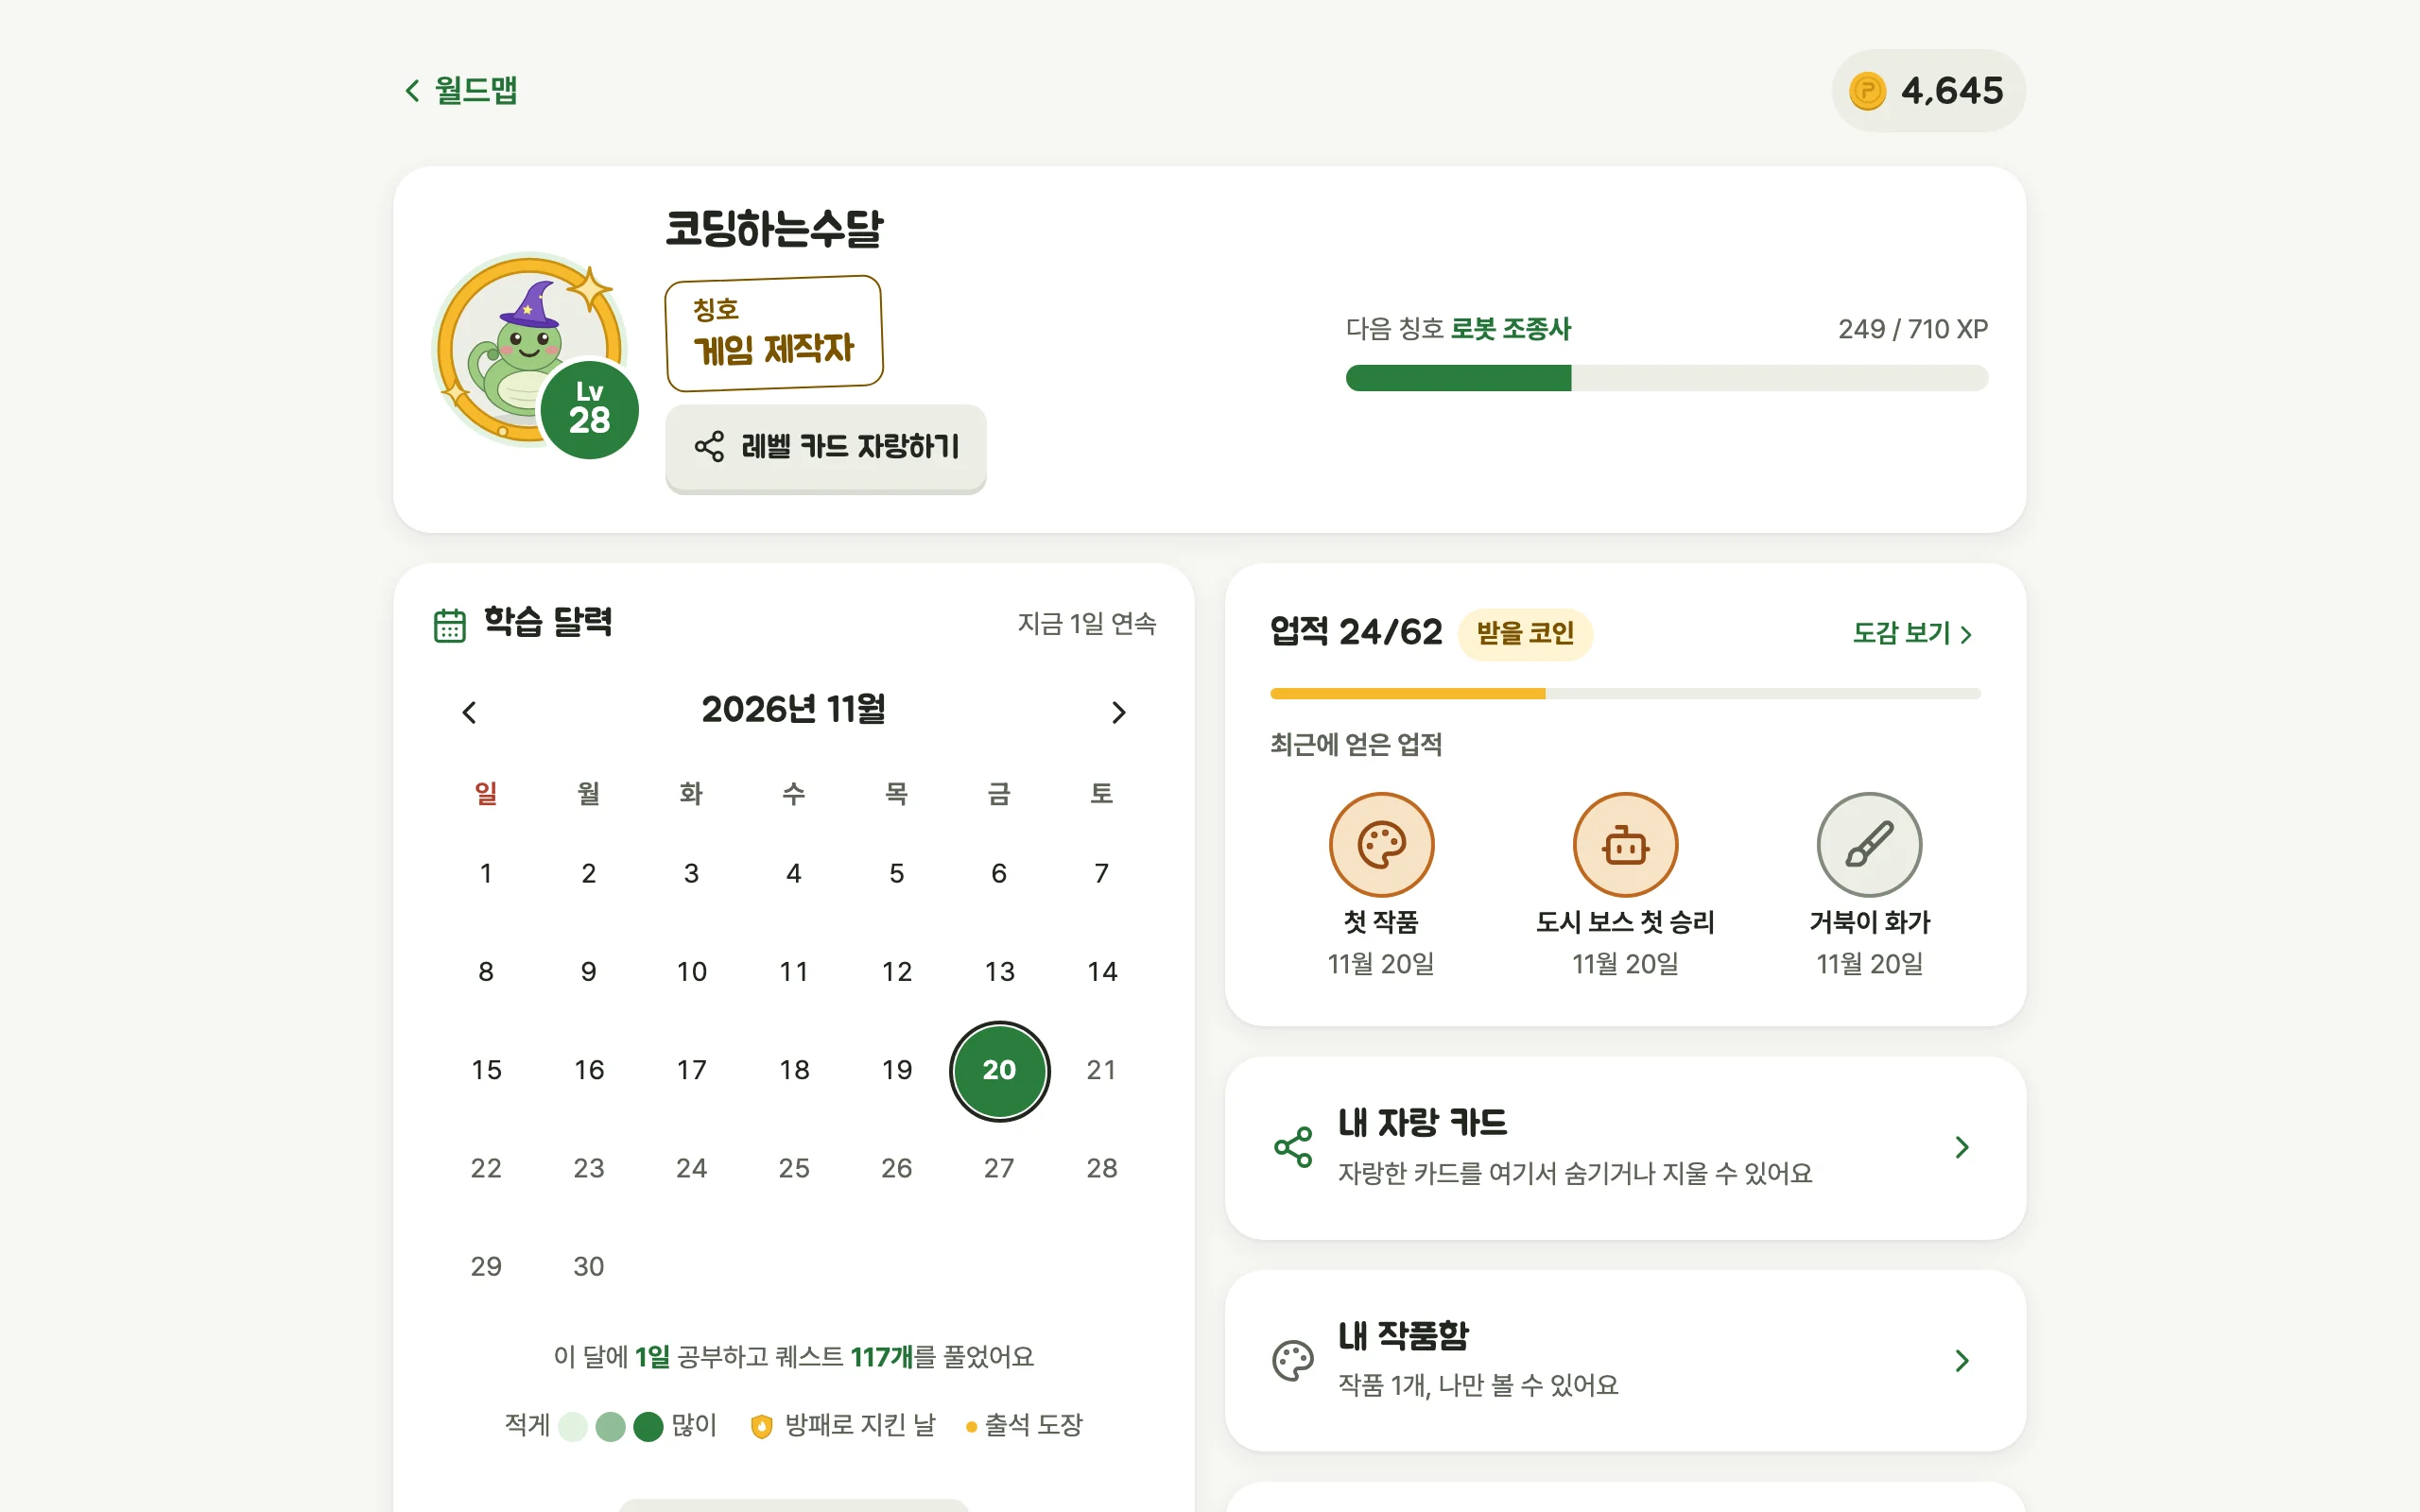 월드맵
4,645
코딩하는수달
칭호
게임 제작자
Lv
28
레벨 카드 자랑하기
다음 칭호 로봇 조종사
249 / 710 XP
학습 달력
지금 1일 연속
2026년 11월
일 월 화 수 목 금 토
1 2 3 4 5 6 7
8 9 10 11 12 13 14
15 16 17 18 19 20 21
22 23 24 25 26 27 28
29 30
이 달에 1일 공부하고 퀘스트 117개를 풀었어요
적게 많이 방패로 지킨 날 출석 도장
업적 24/62 받을 코인
도감 보기
최근에 얻은 업적
첫 작품 도시 보스 첫 승리 거북이 화가
11월 20일 11월 20일 11월 20일
내 자랑 카드
자랑한 카드를 여기서 숨기거나 지울 수 있어요
내 작품함
작품 1개, 나만 볼 수 있어요